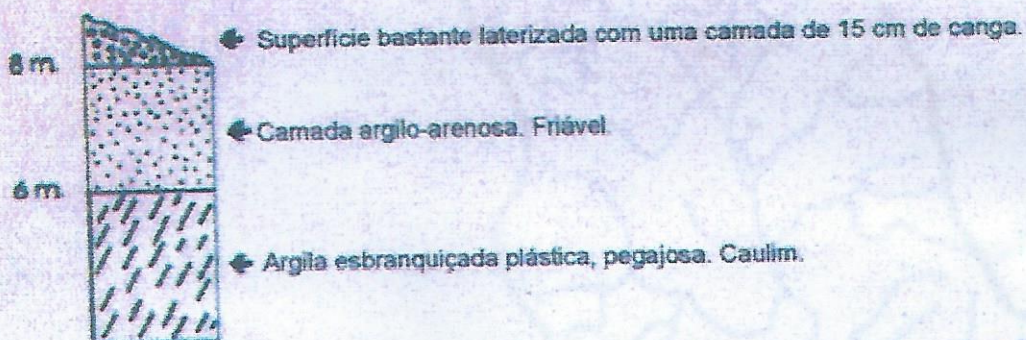 Superfície bastante laterizada com uma camada de 15 cm de canga.
8 m.
Camada argilo-arenosa. Friável.
6 m.
Argila esbranquiçada plástica, pegajosa. Caulim.